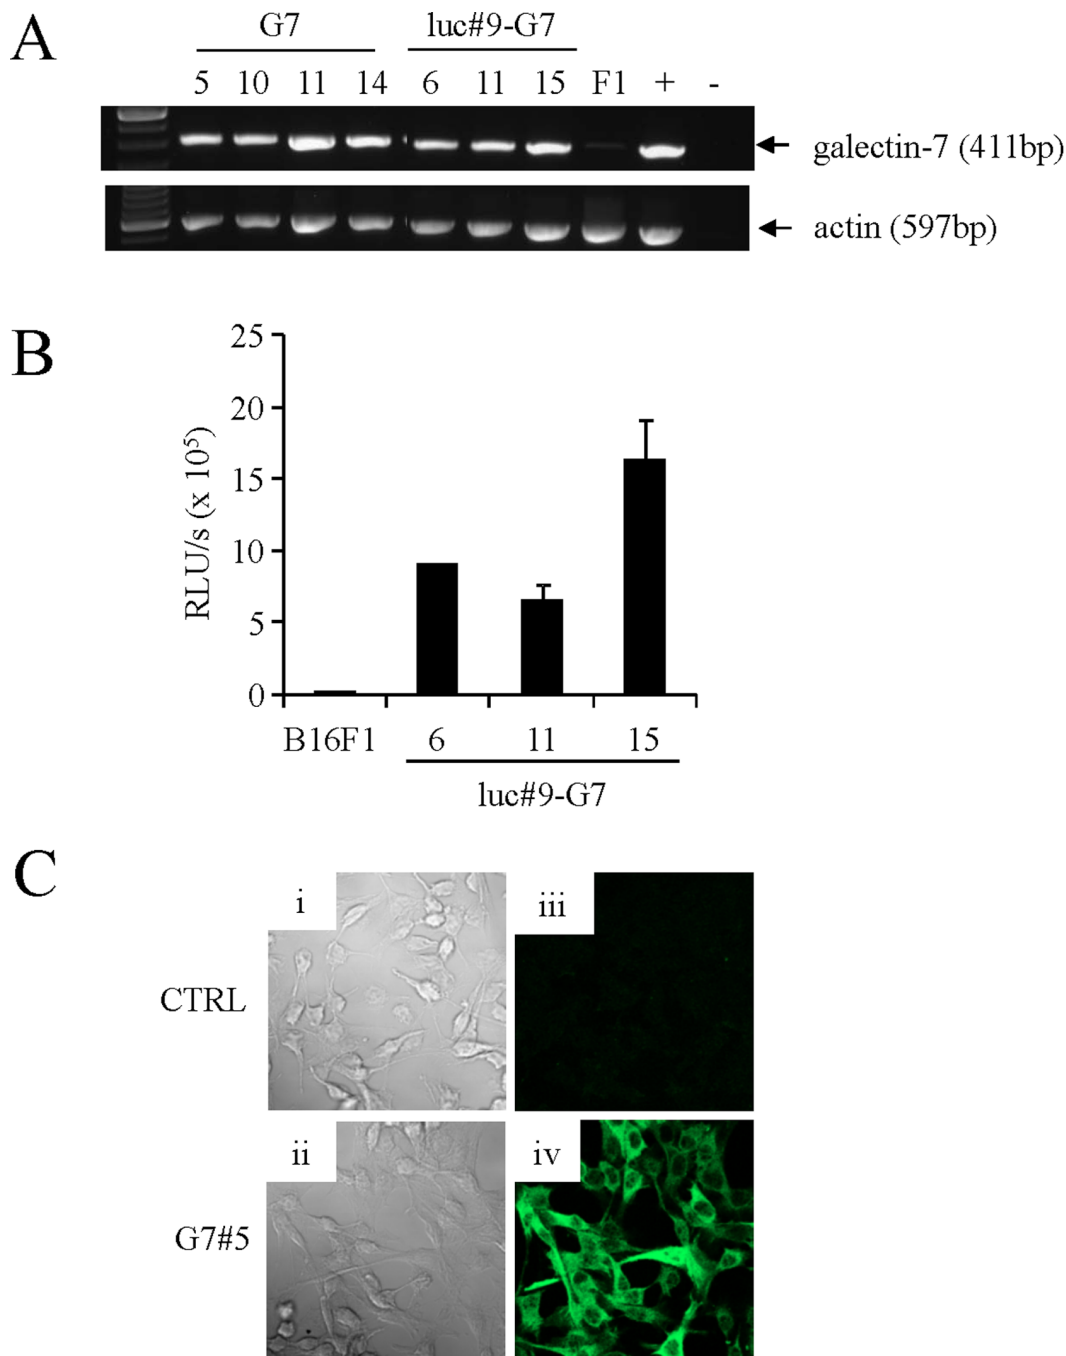 A
G7 luc#9-G7
5 10 11 14 6 11 15 F1 + -
galectin-7 (411bp)
actin (597bp)
B
25
20
15
10
5
0
RLU/s (x 10⁵)
B16F1 6 11 15
luc#9-G7
C
i iii
CTRL
ii iv
G7#5